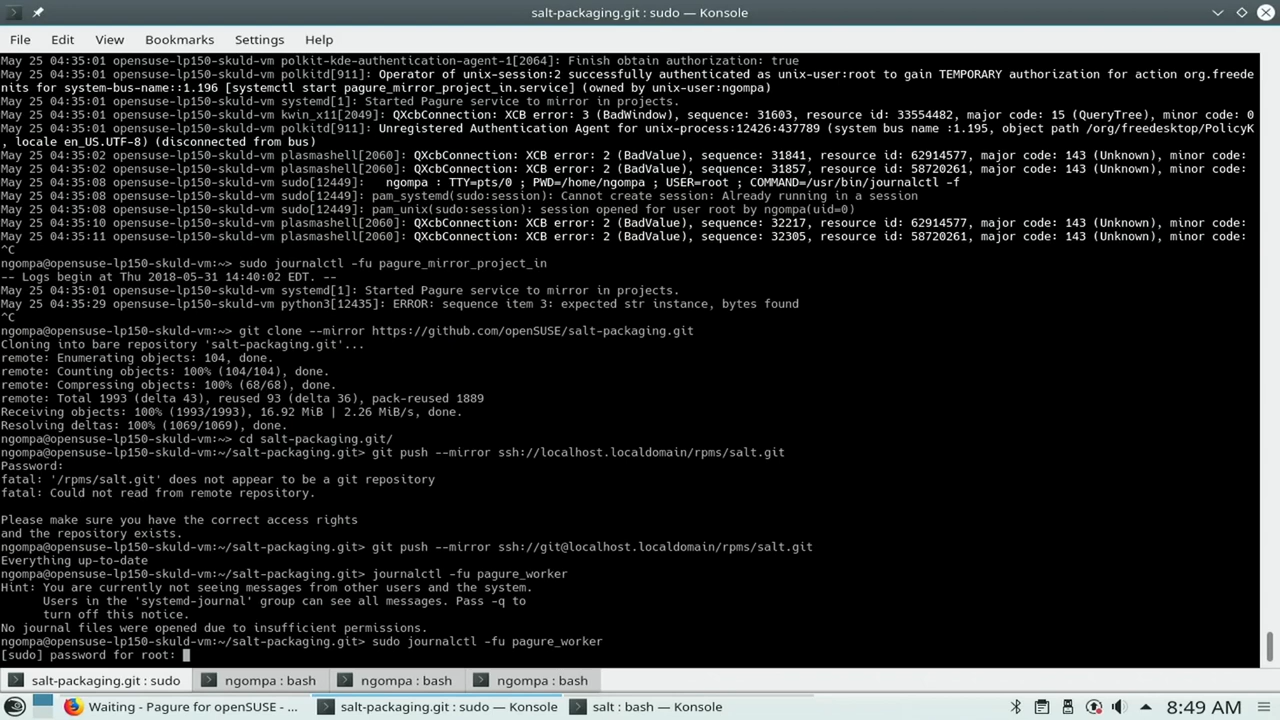 salt-packaging.git : sudo — Konsole
File Edit View Bookmarks Settings Help
May 25 04:35:01 opensuse-lp150-skuld-vm polkit-kde-authentication-agent-1[2064]: Finish obtain authorization: true
May 25 04:35:01 opensuse-lp150-skuld-vm polkitd[911]: Operator of unix-session:2 successfully authenticated as unix-user:root to gain TEMPORARY authorization for action org.freede
nits for system-bus-name::1.196 [systemctl start pagure_mirror_project_in.service] (owned by unix-user:ngompa)
May 25 04:35:01 opensuse-lp150-skuld-vm systemd[1]: Started Pagure service to mirror in projects.
May 25 04:35:01 opensuse-lp150-skuld-vm kwin_x11[2049]: QXcbConnection: XCB error: 3 (BadWindow), sequence: 31603, resource id: 33554482, major code: 15 (QueryTree), minor code: 0
May 25 04:35:01 opensuse-lp150-skuld-vm polkitd[911]: Unregistered Authentication Agent for unix-process:12426:437789 (system bus name :1.195, object path /org/freedesktop/PolicyK
, locale en_US.UTF-8) (disconnected from bus)
May 25 04:35:02 opensuse-lp150-skuld-vm plasmashell[2060]: QXcbConnection: XCB error: 2 (BadValue), sequence: 31841, resource id: 62914577, major code: 143 (Unknown), minor code:
May 25 04:35:02 opensuse-lp150-skuld-vm plasmashell[2060]: QXcbConnection: XCB error: 2 (BadValue), sequence: 31857, resource id: 58720261, major code: 143 (Unknown), minor code:
May 25 04:35:08 opensuse-lp150-skuld-vm sudo[12449]:   ngompa : TTY=pts/0 ; PWD=/home/ngompa ; USER=root ; COMMAND=/usr/bin/journalctl -f
May 25 04:35:08 opensuse-lp150-skuld-vm sudo[12449]: pam_systemd(sudo:session): Cannot create session: Already running in a session
May 25 04:35:08 opensuse-lp150-skuld-vm sudo[12449]: pam_unix(sudo:session): session opened for user root by ngompa(uid=0)
May 25 04:35:10 opensuse-lp150-skuld-vm plasmashell[2060]: QXcbConnection: XCB error: 2 (BadValue), sequence: 32217, resource id: 62914577, major code: 143 (Unknown), minor code:
May 25 04:35:11 opensuse-lp150-skuld-vm plasmashell[2060]: QXcbConnection: XCB error: 2 (BadValue), sequence: 32305, resource id: 58720261, major code: 143 (Unknown), minor code:
^C
ngompa@opensuse-lp150-skuld-vm:~> sudo journalctl -fu pagure_mirror_project_in
-- Logs begin at Thu 2018-05-31 14:40:02 EDT. --
May 25 04:35:01 opensuse-lp150-skuld-vm systemd[1]: Started Pagure service to mirror in projects.
May 25 04:35:29 opensuse-lp150-skuld-vm python3[12435]: ERROR: sequence item 3: expected str instance, bytes found
^C
ngompa@opensuse-lp150-skuld-vm:~> git clone --mirror https://github.com/openSUSE/salt-packaging.git
Cloning into bare repository 'salt-packaging.git'...
remote: Enumerating objects: 104, done.
remote: Counting objects: 100% (104/104), done.
remote: Compressing objects: 100% (68/68), done.
remote: Total 1993 (delta 43), reused 93 (delta 36), pack-reused 1889
Receiving objects: 100% (1993/1993), 16.92 MiB | 2.26 MiB/s, done.
Resolving deltas: 100% (1069/1069), done.
ngompa@opensuse-lp150-skuld-vm:~> cd salt-packaging.git/
ngompa@opensuse-lp150-skuld-vm:~/salt-packaging.git> git push --mirror ssh://localhost.localdomain/rpms/salt.git
Password:
fatal: '/rpms/salt.git' does not appear to be a git repository
fatal: Could not read from remote repository.
Please make sure you have the correct access rights
and the repository exists.
ngompa@opensuse-lp150-skuld-vm:~/salt-packaging.git> git push --mirror ssh://git@localhost.localdomain/rpms/salt.git
Everything up-to-date
ngompa@opensuse-lp150-skuld-vm:~/salt-packaging.git> journalctl -fu pagure_worker
Hint: You are currently not seeing messages from other users and the system.
      Users in the 'systemd-journal' group can see all messages. Pass -q to
      turn off this notice.
No journal files were opened due to insufficient permissions.
ngompa@opensuse-lp150-skuld-vm:~/salt-packaging.git> sudo journalctl -fu pagure_worker
[sudo] password for root:
salt-packaging.git : sudo ngompa : bash ngompa : bash ngompa : bash
Waiting - Pagure for openSUSE - ... salt-packaging.git : sudo — Konsole salt : bash — Konsole 8:49 AM